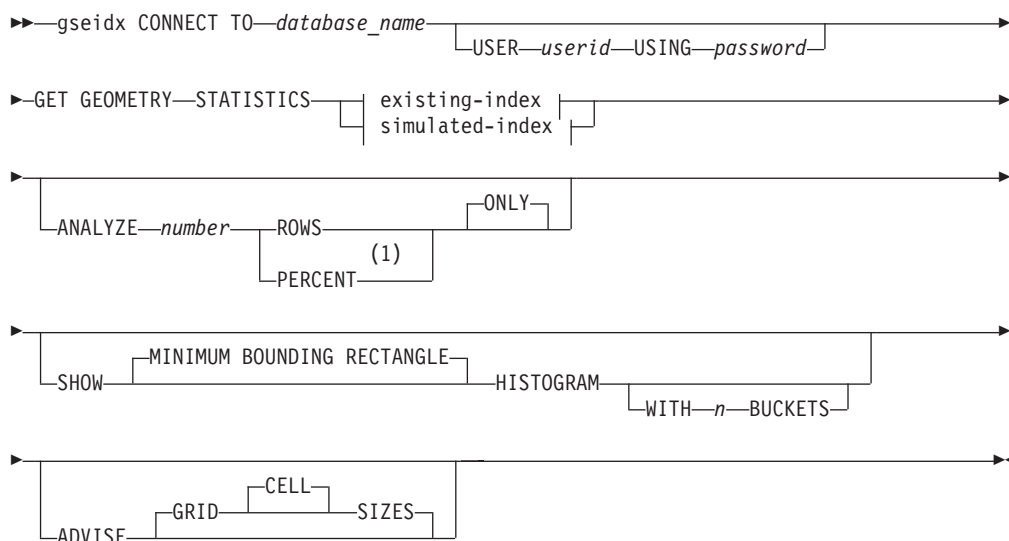 gseidx CONNECT TO database_name
USER userid USING password
GET GEOMETRY STATISTICS existing-index
simulated-index
ONLY
ANALYZE number ROWS
(1)
PERCENT
MINIMUM BOUNDING RECTANGLE
SHOW HISTOGRAM
WITH n BUCKETS
CELL
GRID SIZES
ADVISE